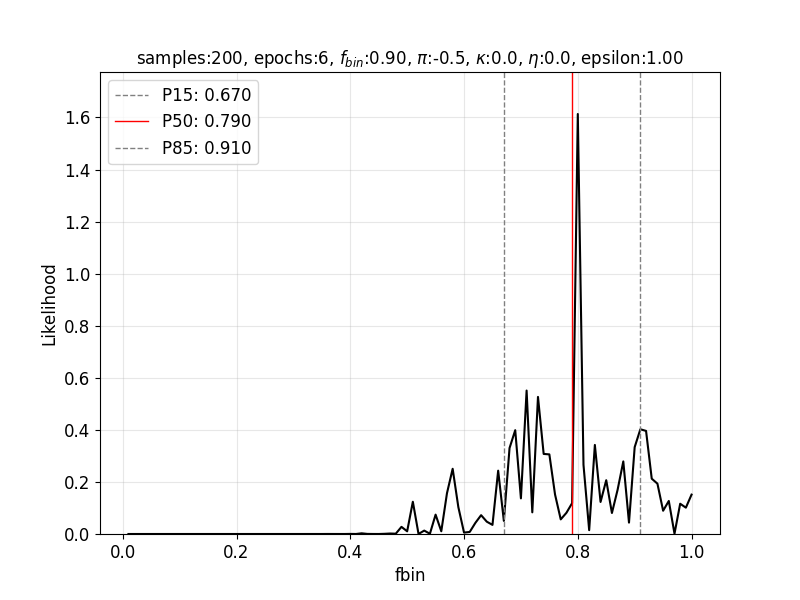 samples:200, epochs:6, f_bin:0.90, π:-0.5, κ:0.0, η:0.0, epsilon:1.00
P15: 0.670
P50: 0.790
P85: 0.910
1.6
1.4
1.2
1.0
0.8
0.6
0.4
0.2
0.0
Likelihood
0.0 0.2 0.4 0.6 0.8 1.0
fbin